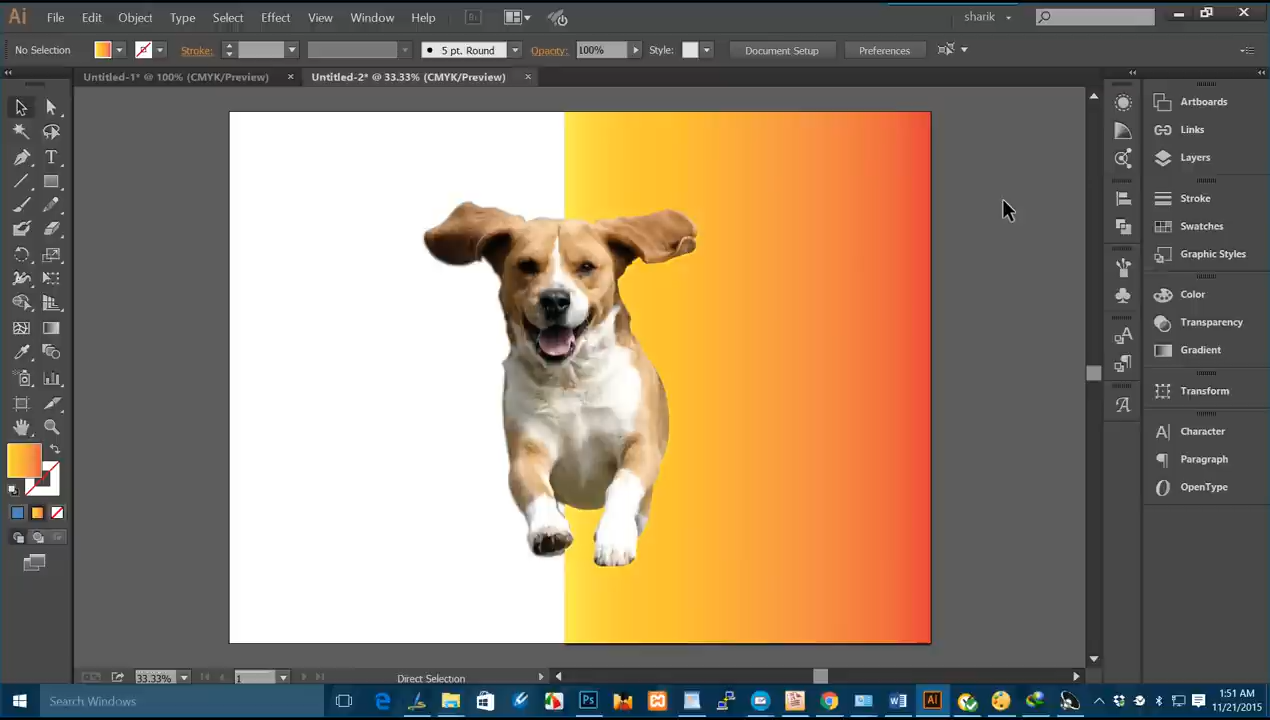 Ai File Edit Object Type Select Effect View Window Help Br sharik
No Selection Stroke: 5 pt. Round Opacity: 100% Style: Document Setup Preferences
Untitled-1* @ 100% (CMYK/Preview) × Untitled-2* @ 33.33% (CMYK/Preview) ×
Artboards
Links
Layers
Stroke
Swatches
Graphic Styles
Color
Transparency
Gradient
Transform
Character
Paragraph
OpenType
33.33% 1 Direct Selection
Search Windows
1:51 AM
11/21/2015